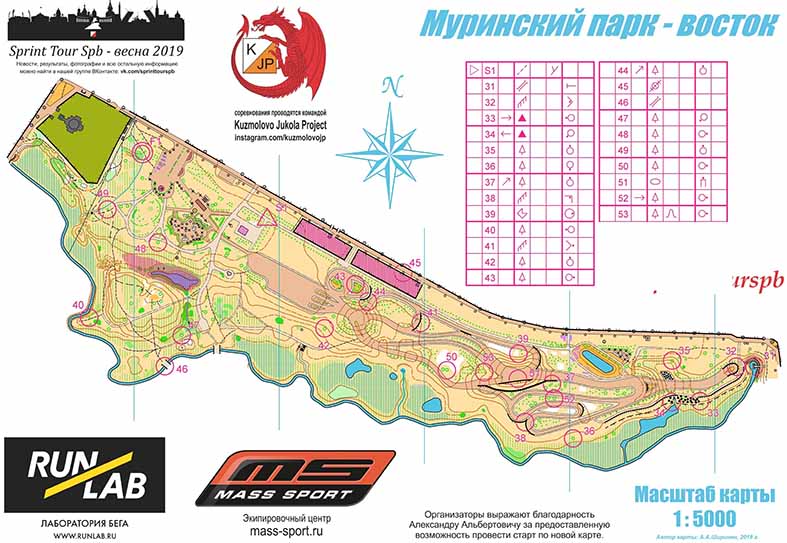 Sprint Tour Spb - весна 2019
Новости, результаты, фотографии и всю остальную информацию
можно найти в нашей группе ВКонтакте: vk.com/sprinttourspb
K
JP
соревнования проводятся командой
Kuzmolovo Jukola Project
instagram.com/kuzmolovojp
Муринский парк - восток
N
S1
31
32
33
34
35
36
37
38
39
40
41
42
43
44
45
46
47
48
49
50
51
52
53
urspb
49
48
40
46
S1
43
44
45
41
42
50
53
39
37
38
36
35
32
31
33
RUN
LAB
ЛАБОРАТОРИЯ БЕГА
WWW.RUNLAB.RU
MS
MASS SPORT
Экипировочный центр
mass-sport.ru
Организаторы выражают благодарность
Александру Альбертовичу за предоставленную
возможность провести старт по новой карте.
Масштаб карты
1 : 5000
Автор карты: А.А.Ширинян, 2019 г.